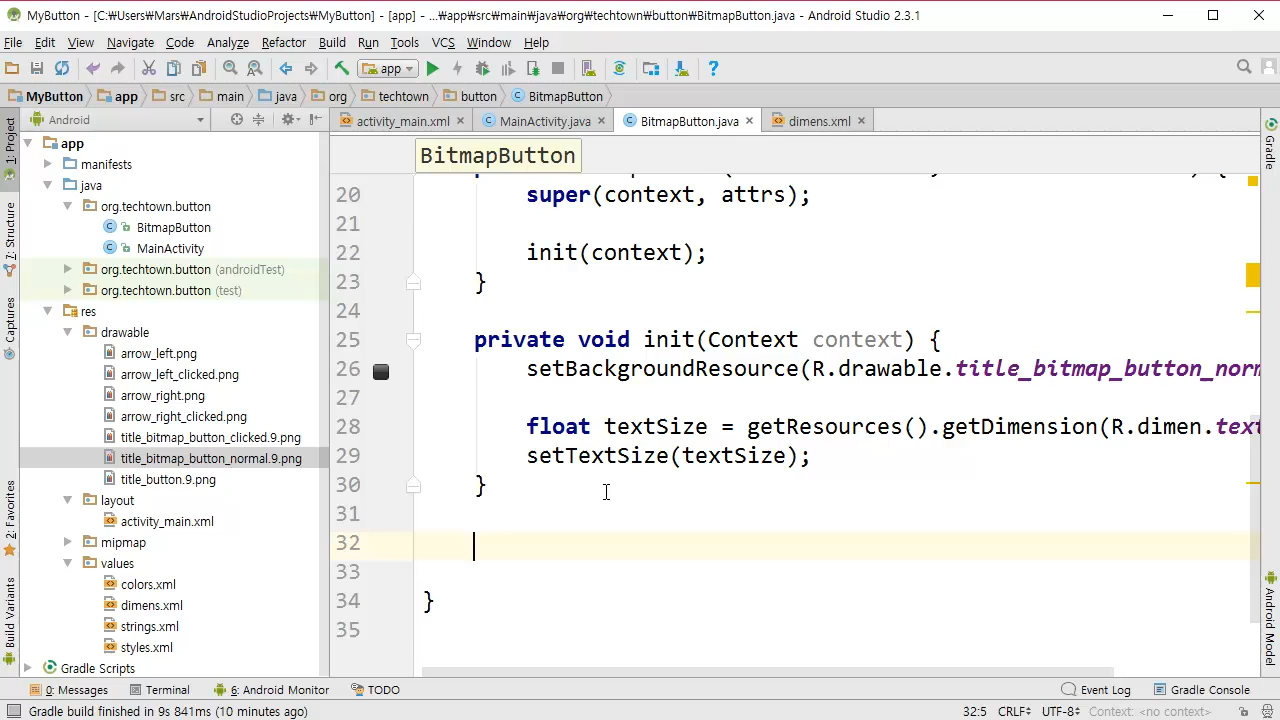 MyButton - [C:₩Users₩Mars₩AndroidStudioProjects₩MyButton] - [app] - ...₩app₩src₩main₩java₩org₩techtown₩button₩BitmapButton.java - Android Studio 2.3.1
File Edit View Navigate Code Analyze Refactor Build Run Tools VCS Window Help
app
MyButton app src main java org techtown button BitmapButton
Android
activity_main.xml MainActivity.java BitmapButton.java dimens.xml
1: Project
7: Structure
Captures
2: Favorites
Build Variants
app
manifests
java
org.techtown.button
BitmapButton
MainActivity
org.techtown.button (androidTest)
org.techtown.button (test)
res
drawable
arrow_left.png
arrow_left_clicked.png
arrow_right.png
arrow_right_clicked.png
title_bitmap_button_clicked.9.png
title_bitmap_button_normal.9.png
title_button.9.png
layout
activity_main.xml
mipmap
values
colors.xml
dimens.xml
strings.xml
styles.xml
Gradle Scripts
BitmapButton
20 super(context, attrs);
21
22 init(context);
23 }
24
25 private void init(Context context) {
26 setBackgroundResource(R.drawable.title_bitmap_button_norm
27
28 float textSize = getResources().getDimension(R.dimen.text
29 setTextSize(textSize);
30 }
31
32
33
34 }
35
Gradle
Android Model
0: Messages Terminal 6: Android Monitor TODO Event Log Gradle Console
Gradle build finished in 9s 841ms (10 minutes ago) 32:5 CRLF÷ UTF-8÷ Context: <no context>